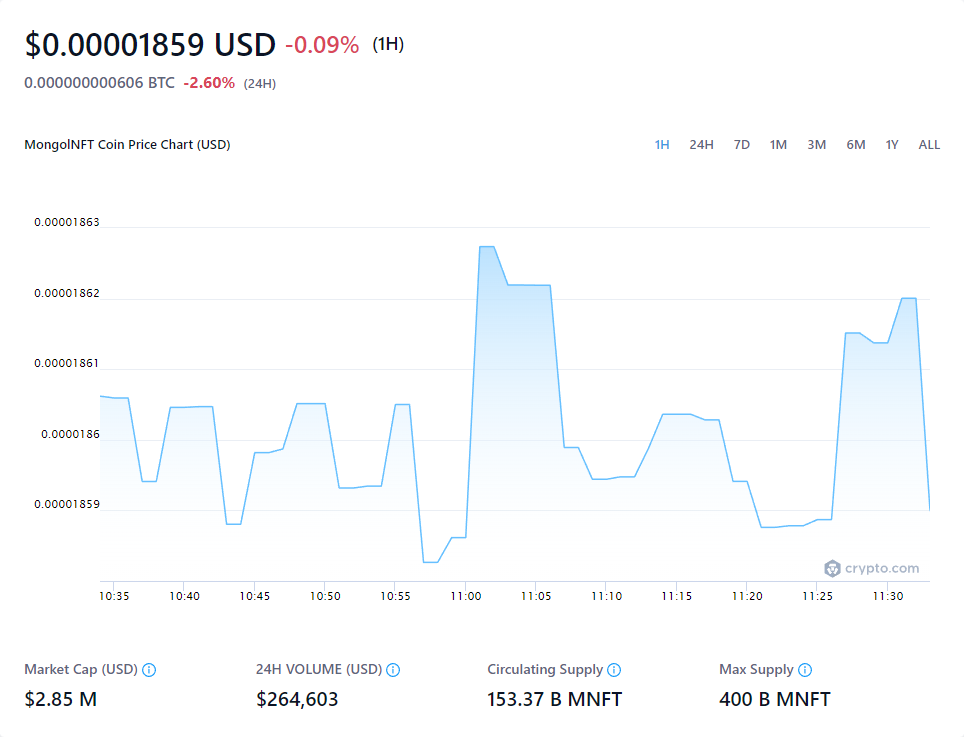 $0.00001859 USD -0.09% (1H)
0.000000000606 BTC -2.60% (24H)
MongolNFT Coin Price Chart (USD) 1H 24H 7D 1M 3M 6M 1Y ALL
0.00001863
0.00001862
0.00001861
0.0000186
0.00001859
crypto.com
10:35 10:40 10:45 10:50 10:55 11:00 11:05 11:10 11:15 11:20 11:25 11:30
Market Cap (USD) 24H VOLUME (USD) Circulating Supply Max Supply
$2.85 M $264,603 153.37 B MNFT 400 B MNFT